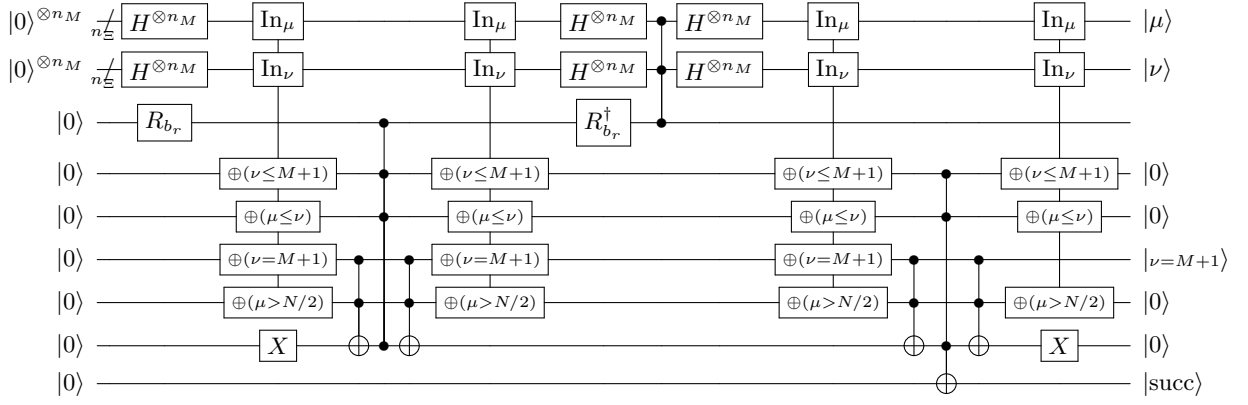 |0⟩^{⊗n_M} n_Ξ H^{⊗n_M} In_μ In_μ H^{⊗n_M} H^{⊗n_M} In_μ In_μ |μ⟩
|0⟩^{⊗n_M} n_Ξ H^{⊗n_M} In_ν In_ν H^{⊗n_M} H^{⊗n_M} In_ν In_ν |ν⟩
|0⟩ R_{b_r} R^†_{b_r}
|0⟩ ⊕(ν≤M+1) ⊕(ν≤M+1) ⊕(ν≤M+1) ⊕(ν≤M+1) |0⟩
|0⟩ ⊕(μ≤ν) ⊕(μ≤ν) ⊕(μ≤ν) ⊕(μ≤ν) |0⟩
|0⟩ ⊕(ν=M+1) ⊕(ν=M+1) ⊕(ν=M+1) |ν=M+1⟩
|0⟩ ⊕(μ>N/2) ⊕(μ>N/2) ⊕(μ>N/2) ⊕(μ>N/2) |0⟩
|0⟩ X X |0⟩
|0⟩ |succ⟩